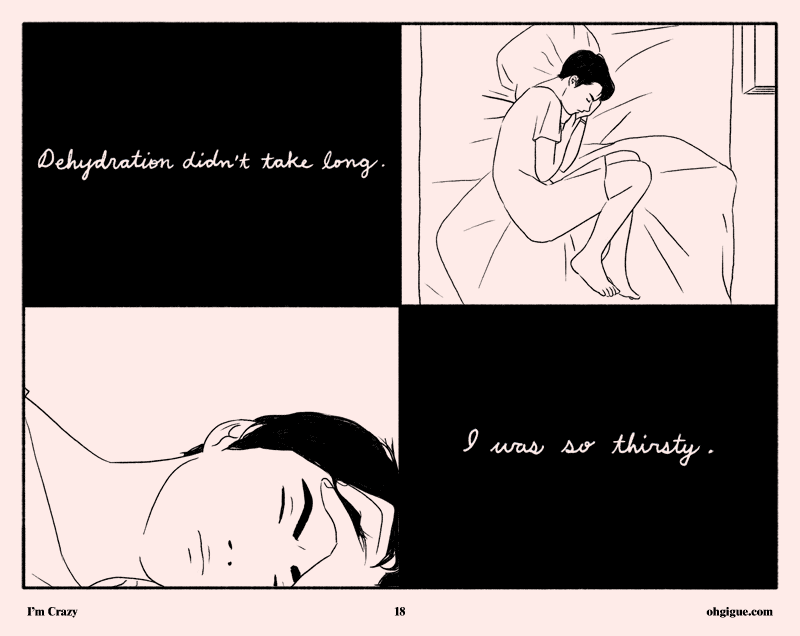 Dehydration didn't take long.
I was so thirsty.
I'm Crazy
18
ohgigue.com